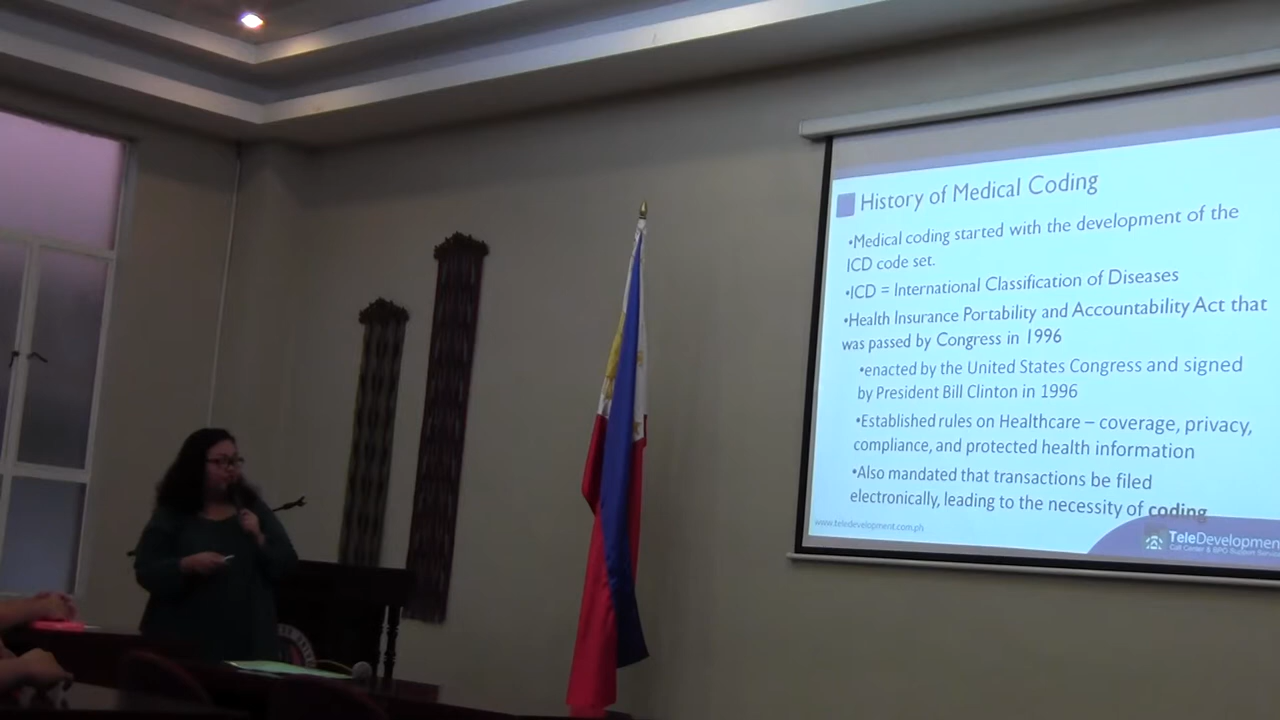 History of Medical Coding
•Medical coding started with the development of the
ICD code set.
•ICD = International Classification of Diseases
•Health Insurance Portability and Accountability Act that
was passed by Congress in 1996
•enacted by the United States Congress and signed
by President Bill Clinton in 1996
•Established rules on Healthcare – coverage, privacy,
compliance, and protected health information
•Also mandated that transactions be filed
electronically, leading to the necessity of coding
www.teledevelopment.com.ph
TeleDevelopmen
Call Center & BPO Support